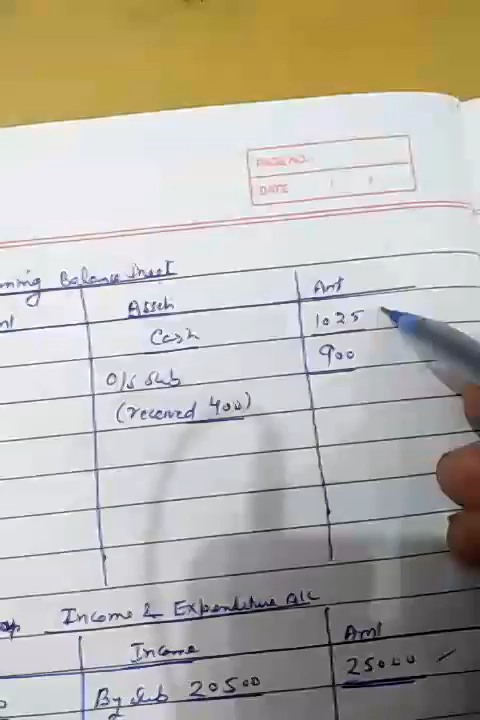 PAGE NO.
DATE / /
Balance Sheet
Assets Amt
Cash 1025
O/S Sub 900
(received 400)
Income & Expenditure A/c
Income Amt
By Sub 20500 25000